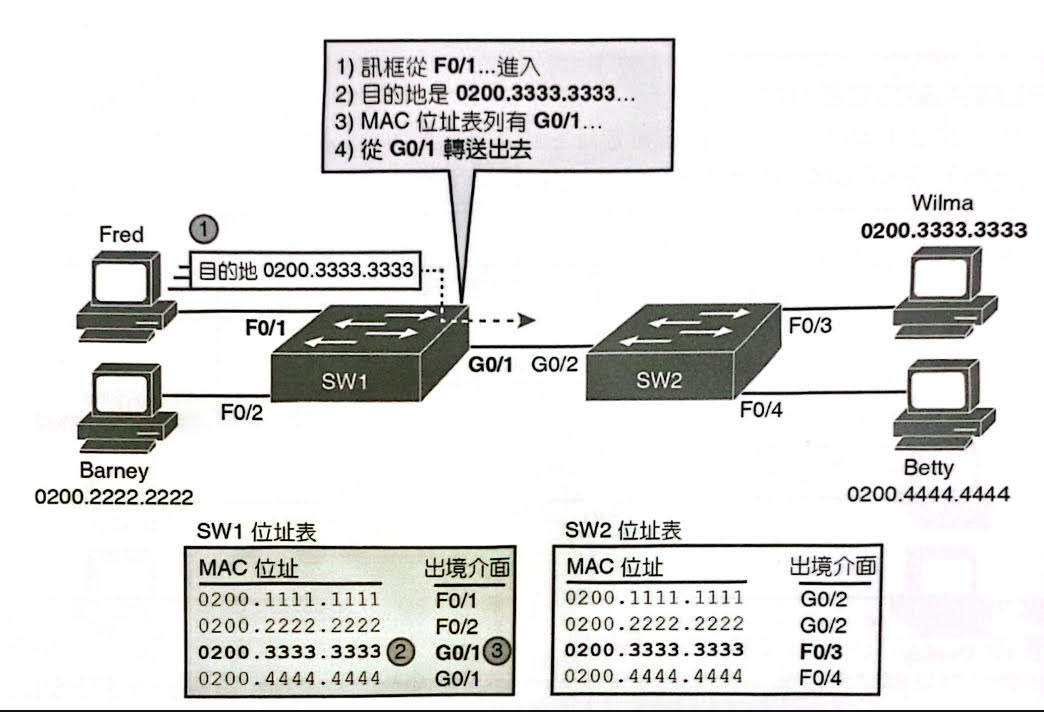 1) 訊框從 F0/1...進入
2) 目的地是 0200.3333.3333...
3) MAC 位址表列有 G0/1...
4) 從 G0/1 轉送出去
Wilma
0200.3333.3333
Fred
1
目的地 0200.3333.3333
F0/1
SW1
G0/1
G0/2
SW2
F0/3
F0/2
F0/4
Barney
0200.2222.2222
Betty
0200.4444.4444
SW1 位址表
MAC 位址 出境介面
0200.1111.1111 F0/1
0200.2222.2222 F0/2
0200.3333.3333 2 G0/1 3
0200.4444.4444 G0/1
SW2 位址表
MAC 位址 出境介面
0200.1111.1111 G0/2
0200.2222.2222 G0/2
0200.3333.3333 F0/3
0200.4444.4444 F0/4